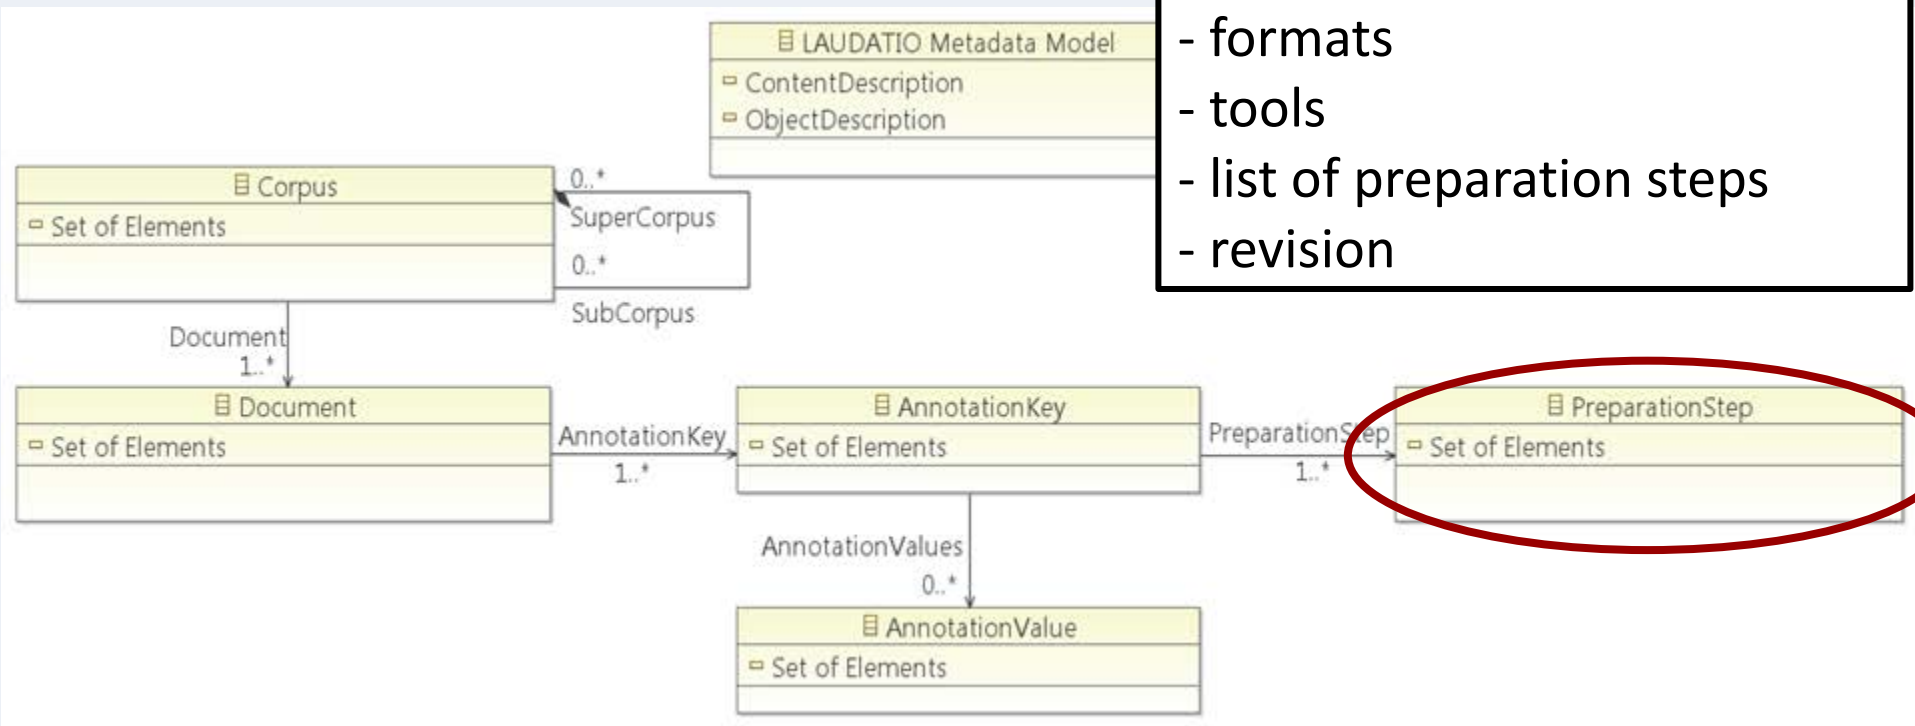 LAUDATIO Metadata Model
ContentDescription
ObjectDescription
- formats
- tools
- list of preparation steps
- revision
Corpus
Set of Elements
0..*
SuperCorpus
0..*
SubCorpus
Document
1..*
Document
Set of Elements
AnnotationKey
1..*
AnnotationKey
Set of Elements
PreparationStep
1..*
PreparationStep
Set of Elements
AnnotationValues
0..*
AnnotationValue
Set of Elements